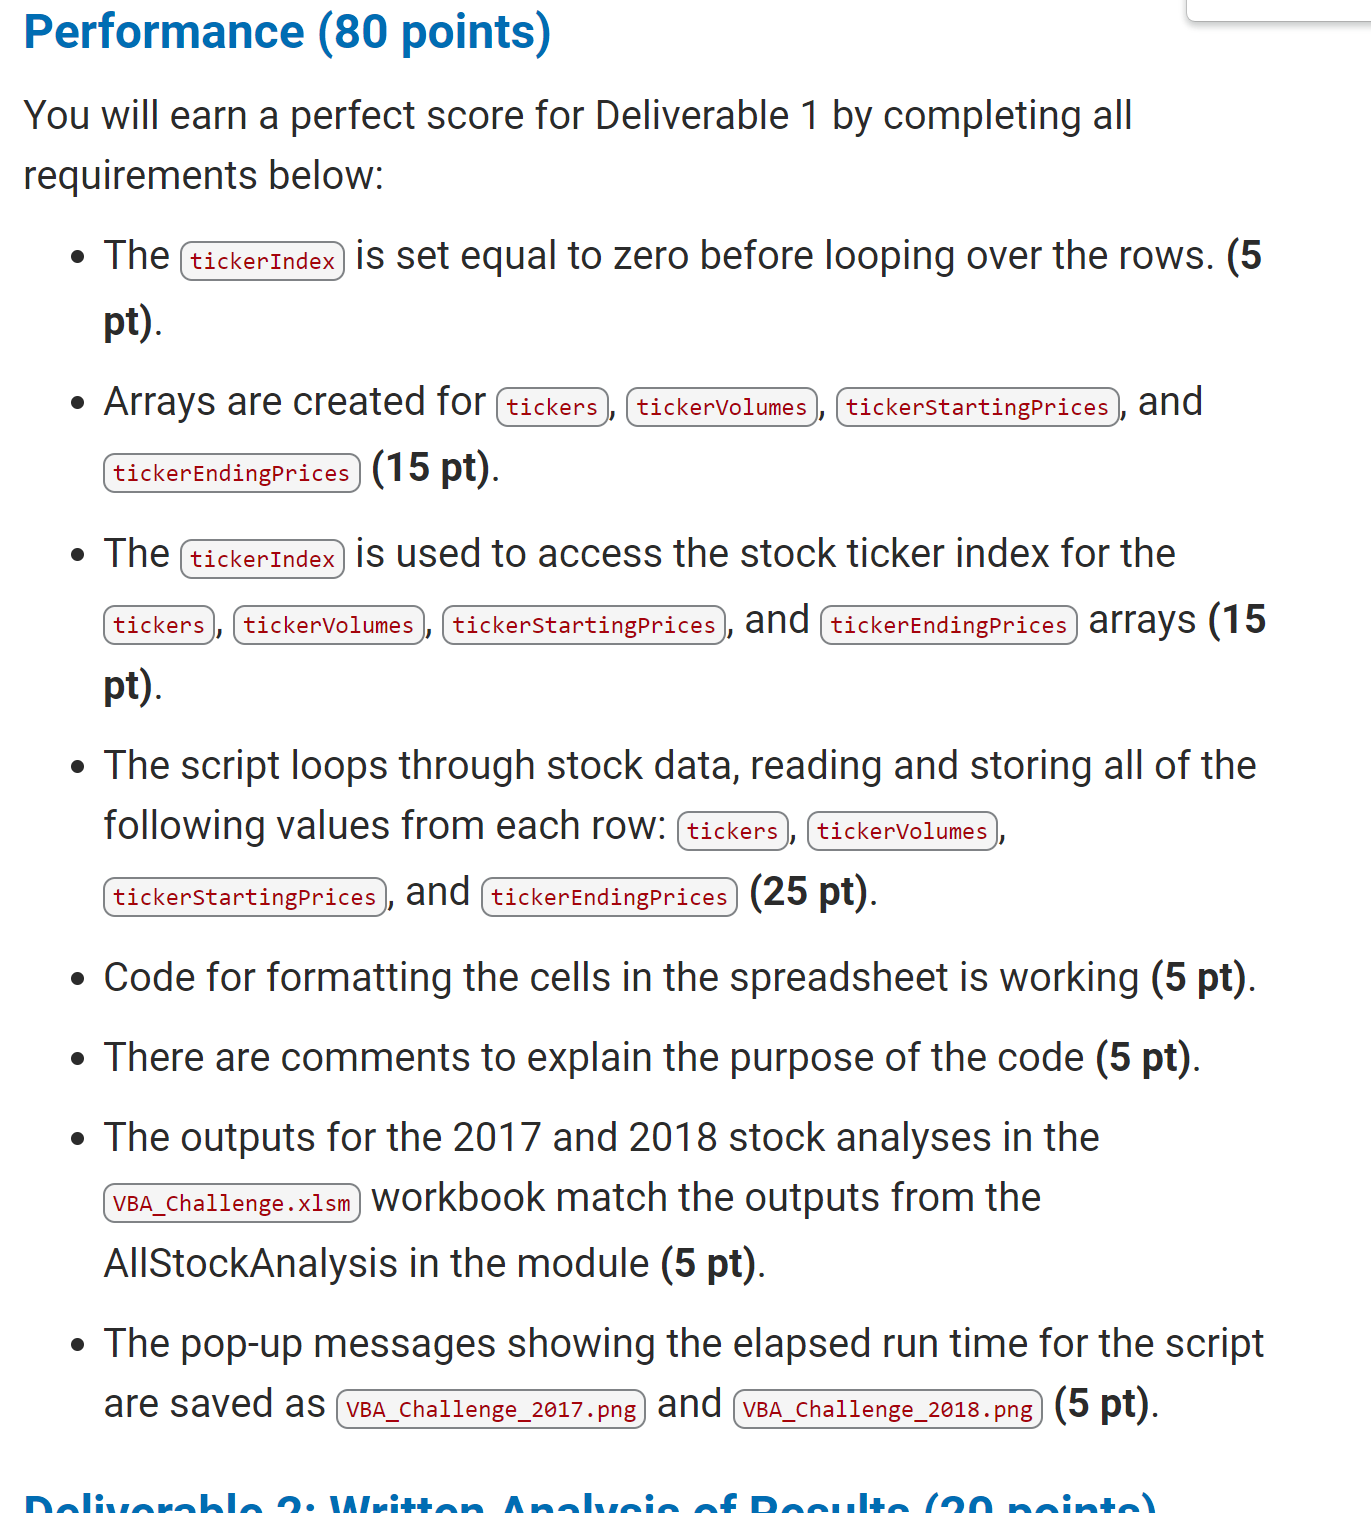 Performance (80 points)
You will earn a perfect score for Deliverable 1 by completing all
requirements below:
• The tickerIndex is set equal to zero before looping over the rows. (5
pt).
• Arrays are created for tickers, tickerVolumes, tickerStartingPrices, and
tickerEndingPrices (15 pt).
• The tickerIndex is used to access the stock ticker index for the
tickers, tickerVolumes, tickerStartingPrices, and tickerEndingPrices arrays (15
pt).
• The script loops through stock data, reading and storing all of the
following values from each row: tickers, tickerVolumes,
tickerStartingPrices, and tickerEndingPrices (25 pt).
• Code for formatting the cells in the spreadsheet is working (5 pt).
• There are comments to explain the purpose of the code (5 pt).
• The outputs for the 2017 and 2018 stock analyses in the
VBA_Challenge.xlsm workbook match the outputs from the
AllStockAnalysis in the module (5 pt).
• The pop-up messages showing the elapsed run time for the script
are saved as VBA_Challenge_2017.png and VBA_Challenge_2018.png (5 pt).
Deliverable 2: Written Analysis of Results (20 points)